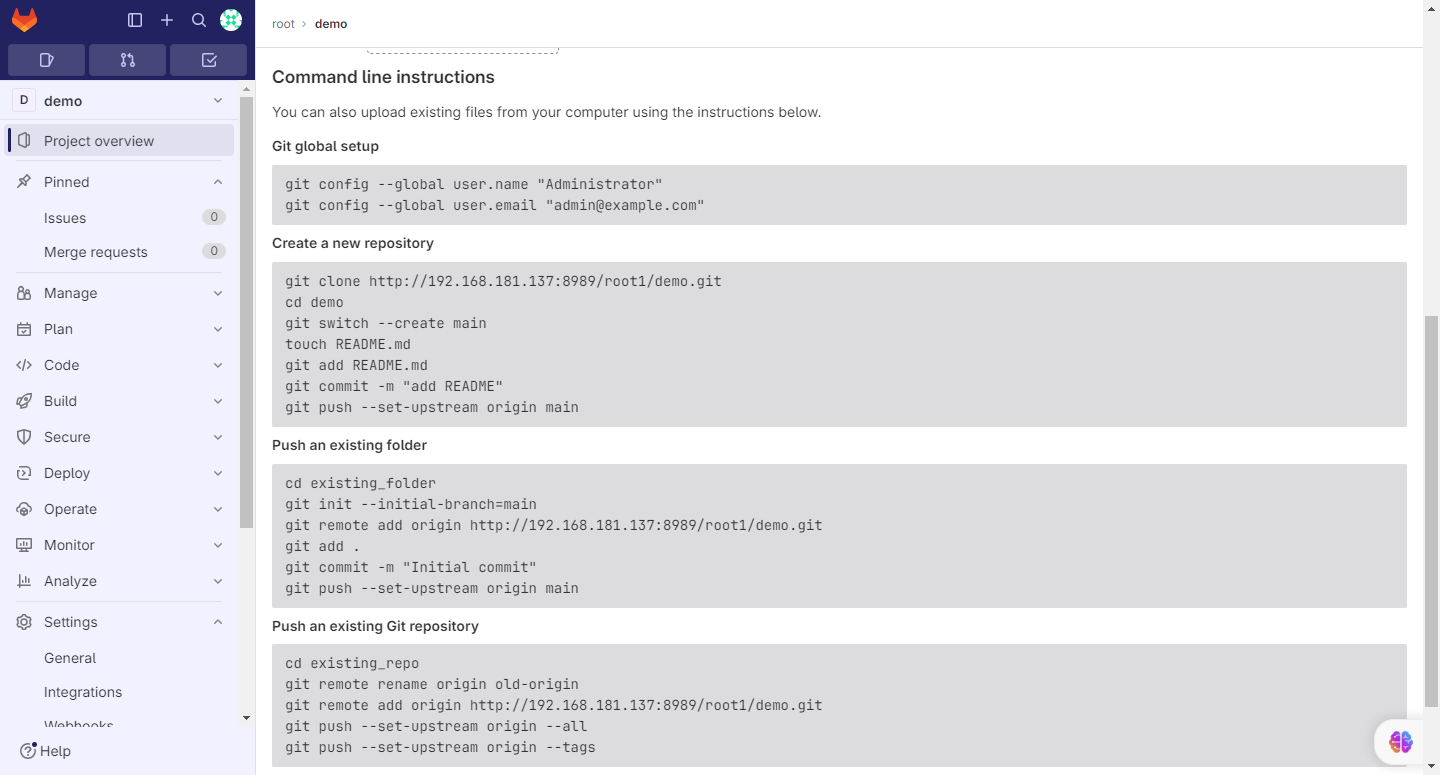 root › demo
D demo
Project overview
Pinned
Issues 0
Merge requests 0
Manage
Plan
Code
Build
Secure
Deploy
Operate
Monitor
Analyze
Settings
General
Integrations
Webhooks
Help
Command line instructions
You can also upload existing files from your computer using the instructions below.
Git global setup
git config --global user.name "Administrator"
git config --global user.email "admin@example.com"
Create a new repository
git clone http://192.168.181.137:8989/root1/demo.git
cd demo
git switch --create main
touch README.md
git add README.md
git commit -m "add README"
git push --set-upstream origin main
Push an existing folder
cd existing_folder
git init --initial-branch=main
git remote add origin http://192.168.181.137:8989/root1/demo.git
git add .
git commit -m "Initial commit"
git push --set-upstream origin main
Push an existing Git repository
cd existing_repo
git remote rename origin old-origin
git remote add origin http://192.168.181.137:8989/root1/demo.git
git push --set-upstream origin --all
git push --set-upstream origin --tags